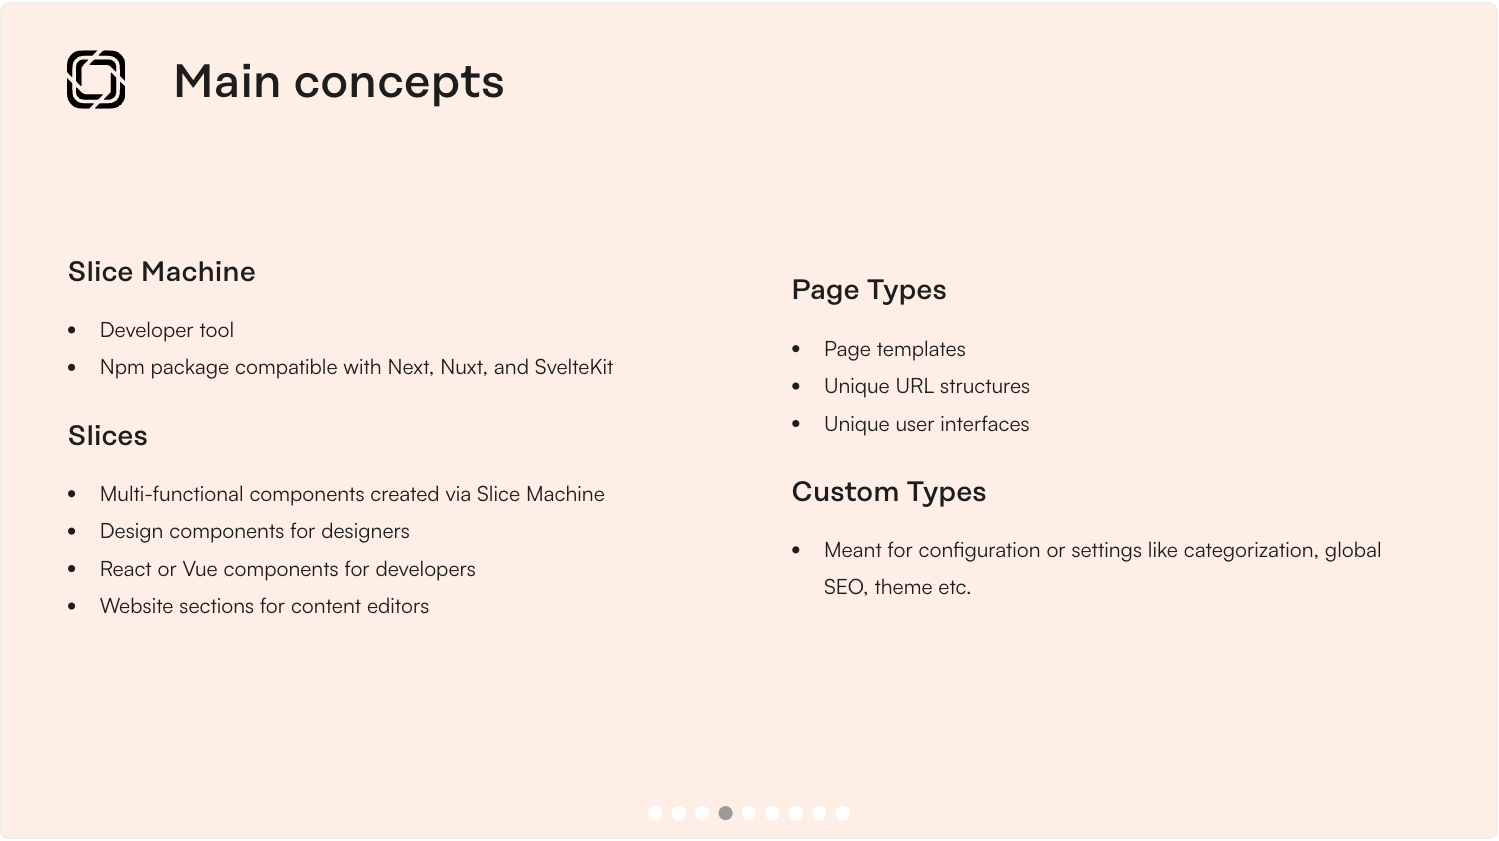 Main concepts
Slice Machine
• Developer tool
• Npm package compatible with Next, Nuxt, and SvelteKit
Slices
• Multi-functional components created via Slice Machine
• Design components for designers
• React or Vue components for developers
• Website sections for content editors
Page Types
• Page templates
• Unique URL structures
• Unique user interfaces
Custom Types
• Meant for configuration or settings like categorization, global
SEO, theme etc.